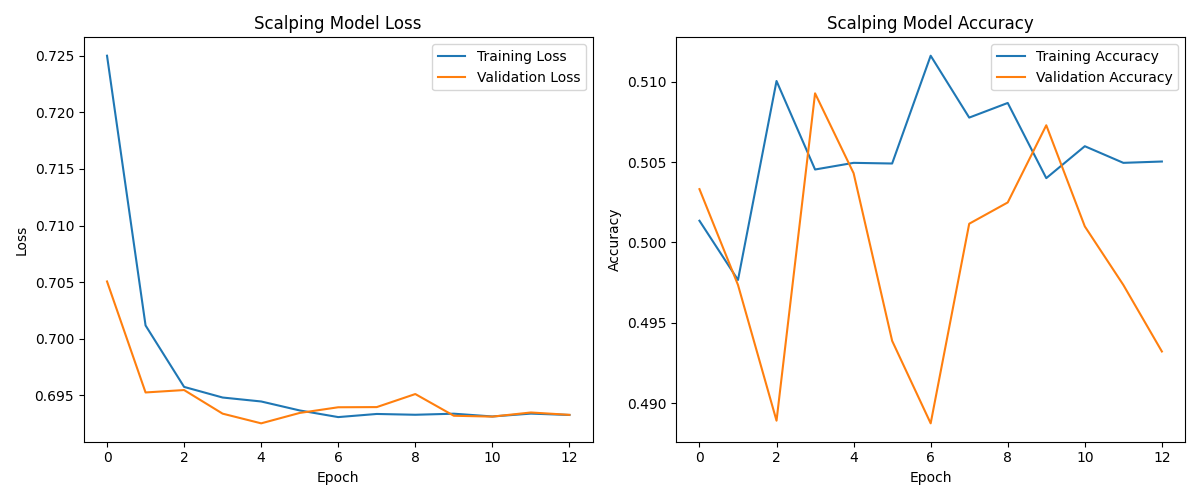 Scalping Model Loss
0.725
0.720
0.715
0.710
0.705
0.700
0.695
Loss
0 2 4 6 8 10 12
Epoch
Training Loss
Validation Loss
Scalping Model Accuracy
0.510
0.505
0.500
0.495
0.490
Accuracy
0 2 4 6 8 10 12
Epoch
Training Accuracy
Validation Accuracy